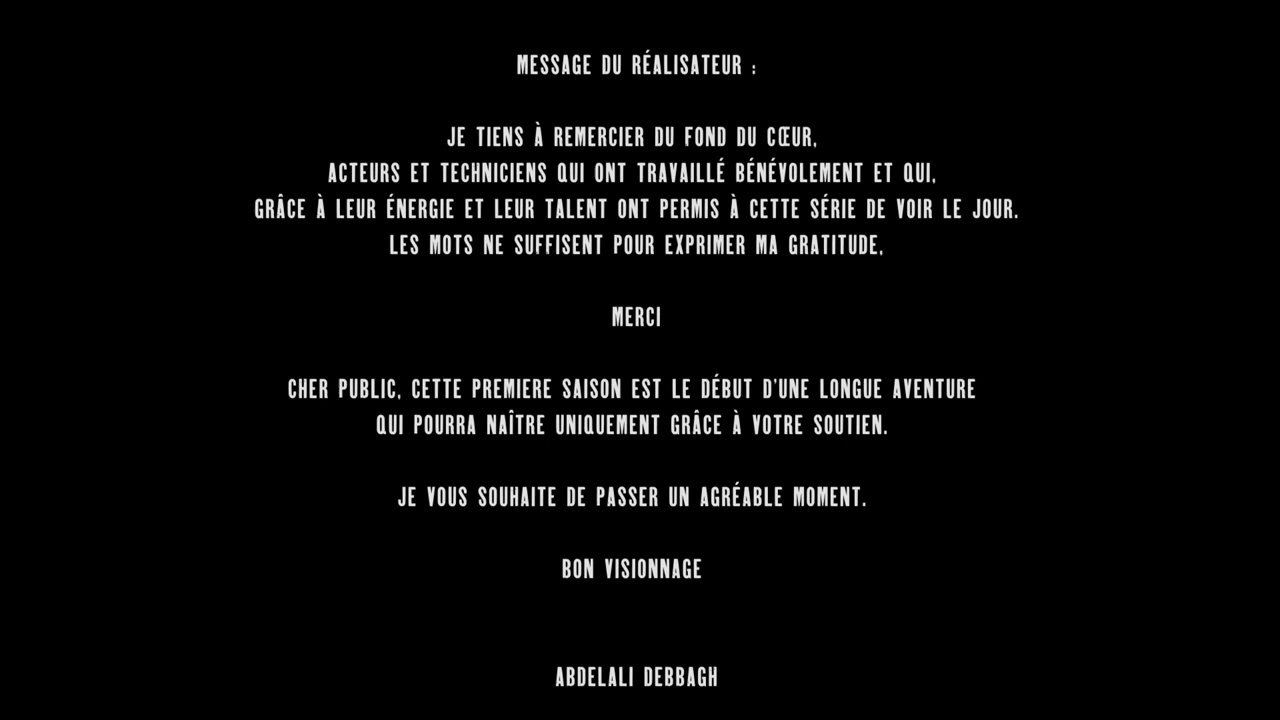 MESSAGE DU RÉALISATEUR :
JE TIENS À REMERCIER DU FOND DU CŒUR,
ACTEURS ET TECHNICIENS QUI ONT TRAVAILLÉ BÉNÉVOLEMENT ET QUI,
GRÂCE À LEUR ÉNERGIE ET LEUR TALENT ONT PERMIS À CETTE SÉRIE DE VOIR LE JOUR.
LES MOTS NE SUFFISENT POUR EXPRIMER MA GRATITUDE,
MERCI
CHER PUBLIC, CETTE PREMIERE SAISON EST LE DÉBUT D'UNE LONGUE AVENTURE
QUI POURRA NAÎTRE UNIQUEMENT GRÂCE À VOTRE SOUTIEN.
JE VOUS SOUHAITE DE PASSER UN AGRÉABLE MOMENT.
BON VISIONNAGE
ABDELALI DEBBAGH